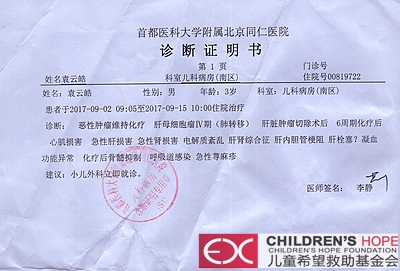 首都医科大学附属北京同仁医院
诊断证明书
第 1 页 门诊号
姓名袁云皓 科室儿科病房(南区) 住院号00819722
姓名袁云皓 性别：男 年龄：3岁 科室儿科病房(南区)
患者于2017-09-02 09:05至2017-09-15 10:00住院治疗
诊断： 恶性肿瘤维持化疗 肝母细胞瘤IV期（肺转移） 肝脏肿瘤切除术后 6周期化疗后
心肌损害 急性肝损害 急性肾损害 电解质紊乱 肝肾综合征 肝内胆管梗阻 肝栓塞？凝血
功能异常 化疗后骨髓抑制 呼吸道感染 急性荨麻疹
建议：小儿外科立即就诊。
医师签名 李静
EX CHILDREN'S HOPE
CHILDREN'S HOPE FOUNDATION
儿童希望救助基金会